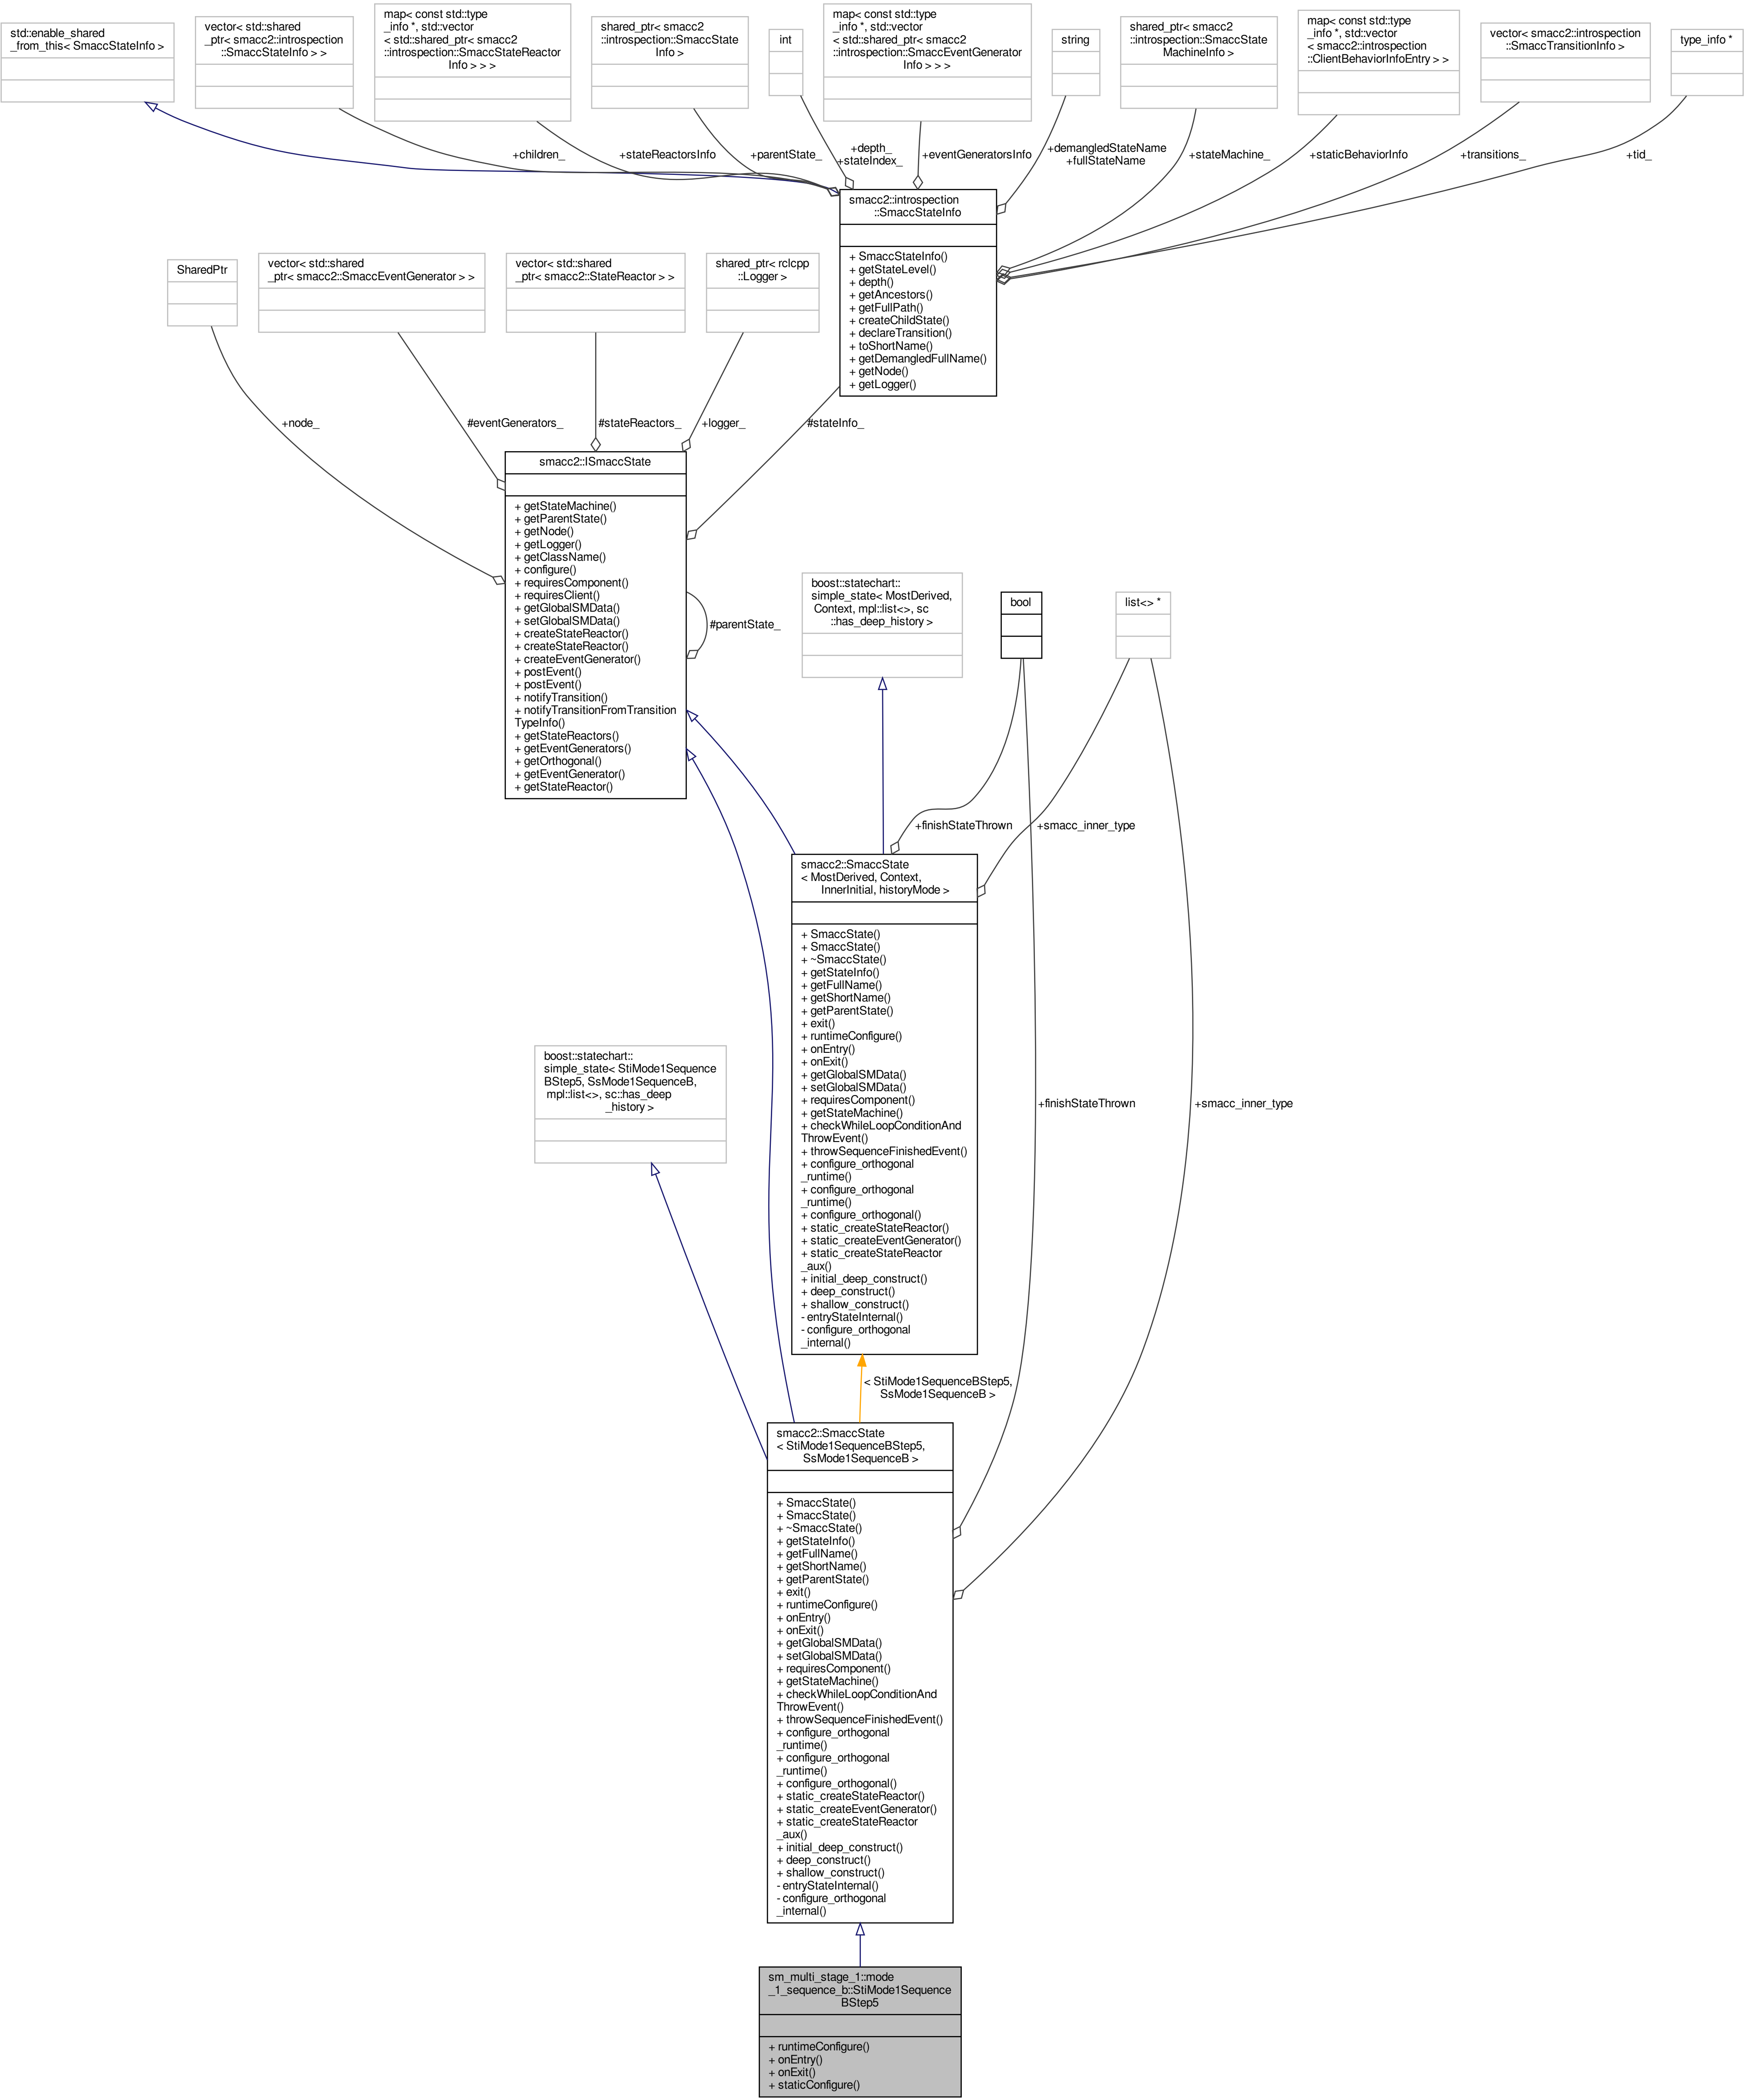 std::enable_shared
_from_this< SmaccStateInfo >
vector< std::shared
_ptr< smacc2::introspection
::SmaccStateInfo > >
map< const std::type
_info *, std::vector
< std::shared_ptr< smacc2
::introspection::SmaccStateReactor
Info > > >
shared_ptr< smacc2
::introspection::SmaccState
Info >
int
map< const std::type
_info *, std::vector
< std::shared_ptr< smacc2
::introspection::SmaccEventGenerator
Info > > >
string
shared_ptr< smacc2
::introspection::SmaccState
MachineInfo >
map< const std::type
_info *, std::vector
< smacc2::introspection
::ClientBehaviorInfoEntry > >
vector< smacc2::introspection
::SmaccTransitionInfo >
type_info *
+children_
+stateReactorsInfo
+parentState_
+depth_
+stateIndex_
+eventGeneratorsInfo
+demangledStateName
+fullStateName
+stateMachine_
+staticBehaviorInfo
+transitions_
+tid_
smacc2::introspection
::SmaccStateInfo
+ SmaccStateInfo()
+ getStateLevel()
+ depth()
+ getAncestors()
+ getFullPath()
+ createChildState()
+ declareTransition()
+ toShortName()
+ getDemangledFullName()
+ getNode()
+ getLogger()
SharedPtr
vector< std::shared
_ptr< smacc2::SmaccEventGenerator > >
vector< std::shared
_ptr< smacc2::StateReactor > >
shared_ptr< rclcpp
::Logger >
+node_
#eventGenerators_
#stateReactors_
+logger_
#stateInfo_
smacc2::ISmaccState
+ getStateMachine()
+ getParentState()
+ getNode()
+ getLogger()
+ getClassName()
+ configure()
+ requiresComponent()
+ requiresClient()
+ getGlobalSMData()
+ setGlobalSMData()
+ createStateReactor()
+ createStateReactor()
+ createEventGenerator()
+ postEvent()
+ postEvent()
+ notifyTransition()
+ notifyTransitionFromTransition
TypeInfo()
+ getStateReactors()
+ getEventGenerators()
+ getOrthogonal()
+ getEventGenerator()
+ getStateReactor()
#parentState_
boost::statechart::
simple_state< MostDerived,
Context, mpl::list<>, sc
::has_deep_history >
bool
list<> *
+finishStateThrown
+smacc_inner_type
smacc2::SmaccState
< MostDerived, Context,
InnerInitial, historyMode >
+ SmaccState()
+ SmaccState()
+ ~SmaccState()
+ getStateInfo()
+ getFullName()
+ getShortName()
+ getParentState()
+ exit()
+ runtimeConfigure()
+ onEntry()
+ onExit()
+ getGlobalSMData()
+ setGlobalSMData()
+ requiresComponent()
+ getStateMachine()
+ checkWhileLoopConditionAnd
ThrowEvent()
+ throwSequenceFinishedEvent()
+ configure_orthogonal
_runtime()
+ configure_orthogonal
_runtime()
+ configure_orthogonal()
+ static_createStateReactor()
+ static_createEventGenerator()
+ static_createStateReactor
_aux()
+ initial_deep_construct()
+ deep_construct()
+ shallow_construct()
- entryStateInternal()
- configure_orthogonal
_internal()
boost::statechart::
simple_state< StiMode1Sequence
BStep5, SsMode1SequenceB,
mpl::list<>, sc::has_deep
_history >
+finishStateThrown
+smacc_inner_type
< StiMode1SequenceBStep5,
SsMode1SequenceB >
smacc2::SmaccState
< StiMode1SequenceBStep5,
SsMode1SequenceB >
+ SmaccState()
+ SmaccState()
+ ~SmaccState()
+ getStateInfo()
+ getFullName()
+ getShortName()
+ getParentState()
+ exit()
+ runtimeConfigure()
+ onEntry()
+ onExit()
+ getGlobalSMData()
+ setGlobalSMData()
+ requiresComponent()
+ getStateMachine()
+ checkWhileLoopConditionAnd
ThrowEvent()
+ throwSequenceFinishedEvent()
+ configure_orthogonal
_runtime()
+ configure_orthogonal
_runtime()
+ configure_orthogonal()
+ static_createStateReactor()
+ static_createEventGenerator()
+ static_createStateReactor
_aux()
+ initial_deep_construct()
+ deep_construct()
+ shallow_construct()
- entryStateInternal()
- configure_orthogonal
_internal()
sm_multi_stage_1::mode
_1_sequence_b::StiMode1Sequence
BStep5
+ runtimeConfigure()
+ onEntry()
+ onExit()
+ staticConfigure()